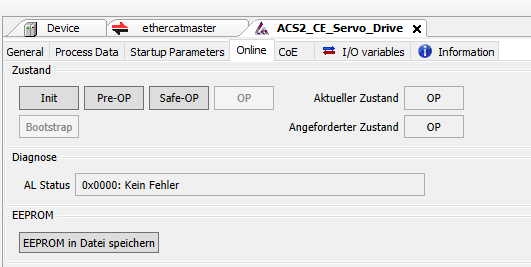 Device ethercatmaster ACS2_CE_Servo_Drive
General Process Data Startup Parameters Online CoE I/O variables Information
Zustand
Init Pre-OP Safe-OP OP Aktueller Zustand OP
Bootstrap Angeforderter Zustand OP
Diagnose
AL Status 0x0000: Kein Fehler
EEPROM
EEPROM in Datei speichern